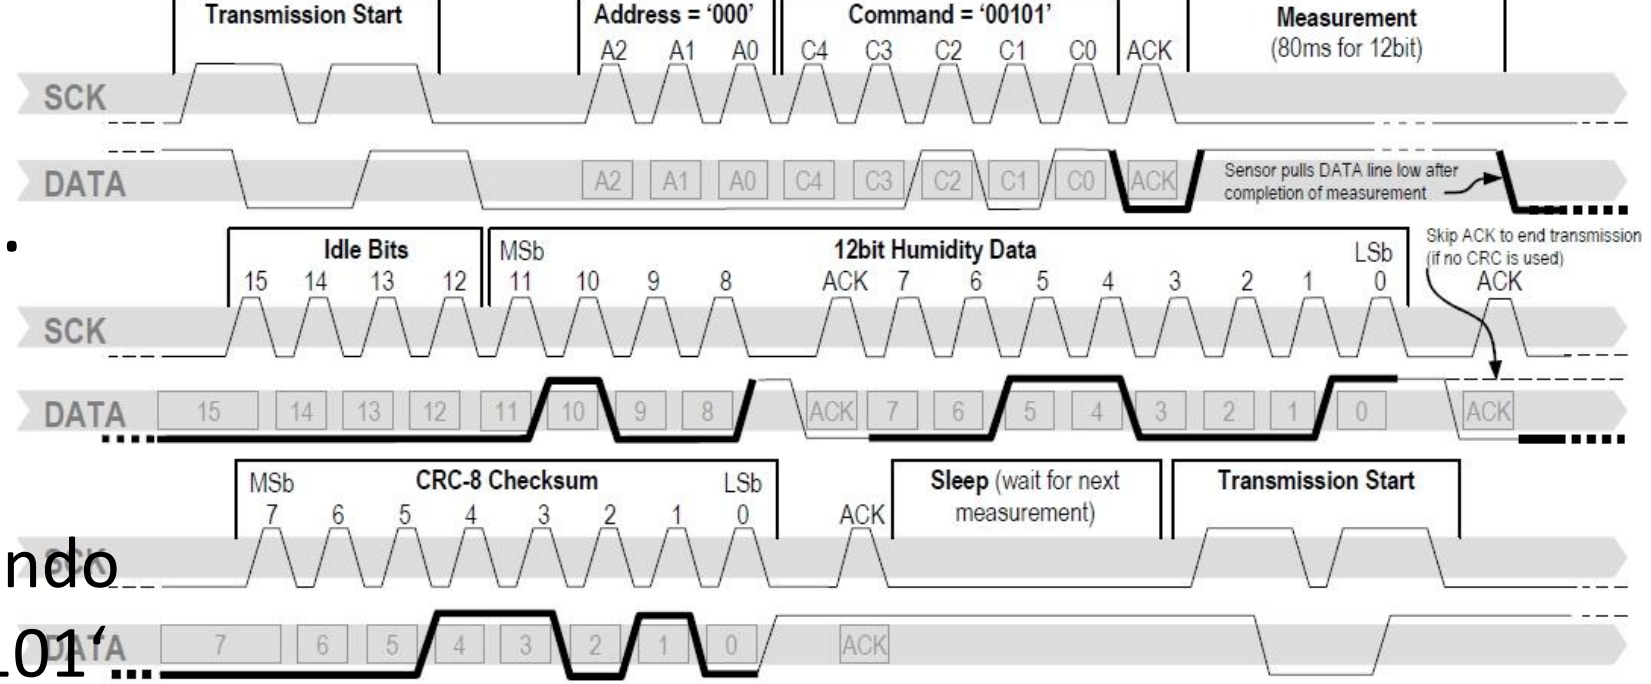 Transmission Start Address = ‘000’ Command = ‘00101’ Measurement
A2 A1 A0 C4 C3 C2 C1 C0 ACK (80ms for 12bit)
SCK
DATA A2 A1 A0 C4 C3 C2 C1 C0 ACK
Sensor pulls DATA line low after
completion of measurement
.
Idle Bits MSb 12bit Humidity Data LSb
15 14 13 12 11 10 9 8 ACK 7 6 5 4 3 2 1 0 ACK
Skip ACK to end transmission
(if no CRC is used)
SCK
DATA 15 14 13 12 11 10 9 8 ACK 7 6 5 4 3 2 1 0 ACK
MSb CRC-8 Checksum LSb
7 6 5 4 3 2 1 0 ACK
Sleep (wait for next
measurement)
Transmission Start
SCK
ndo
DATA 7 6 5 4 3 2 1 0 ACK
.01‘